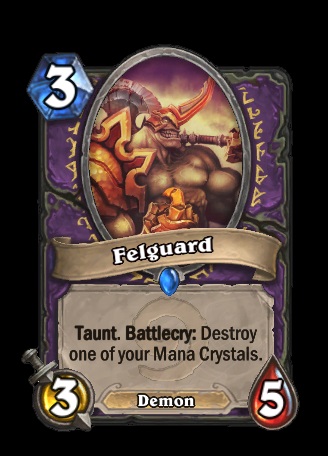 3
Felguard
Taunt. Battlecry: Destroy
one of your Mana Crystals.
3
Demon
5